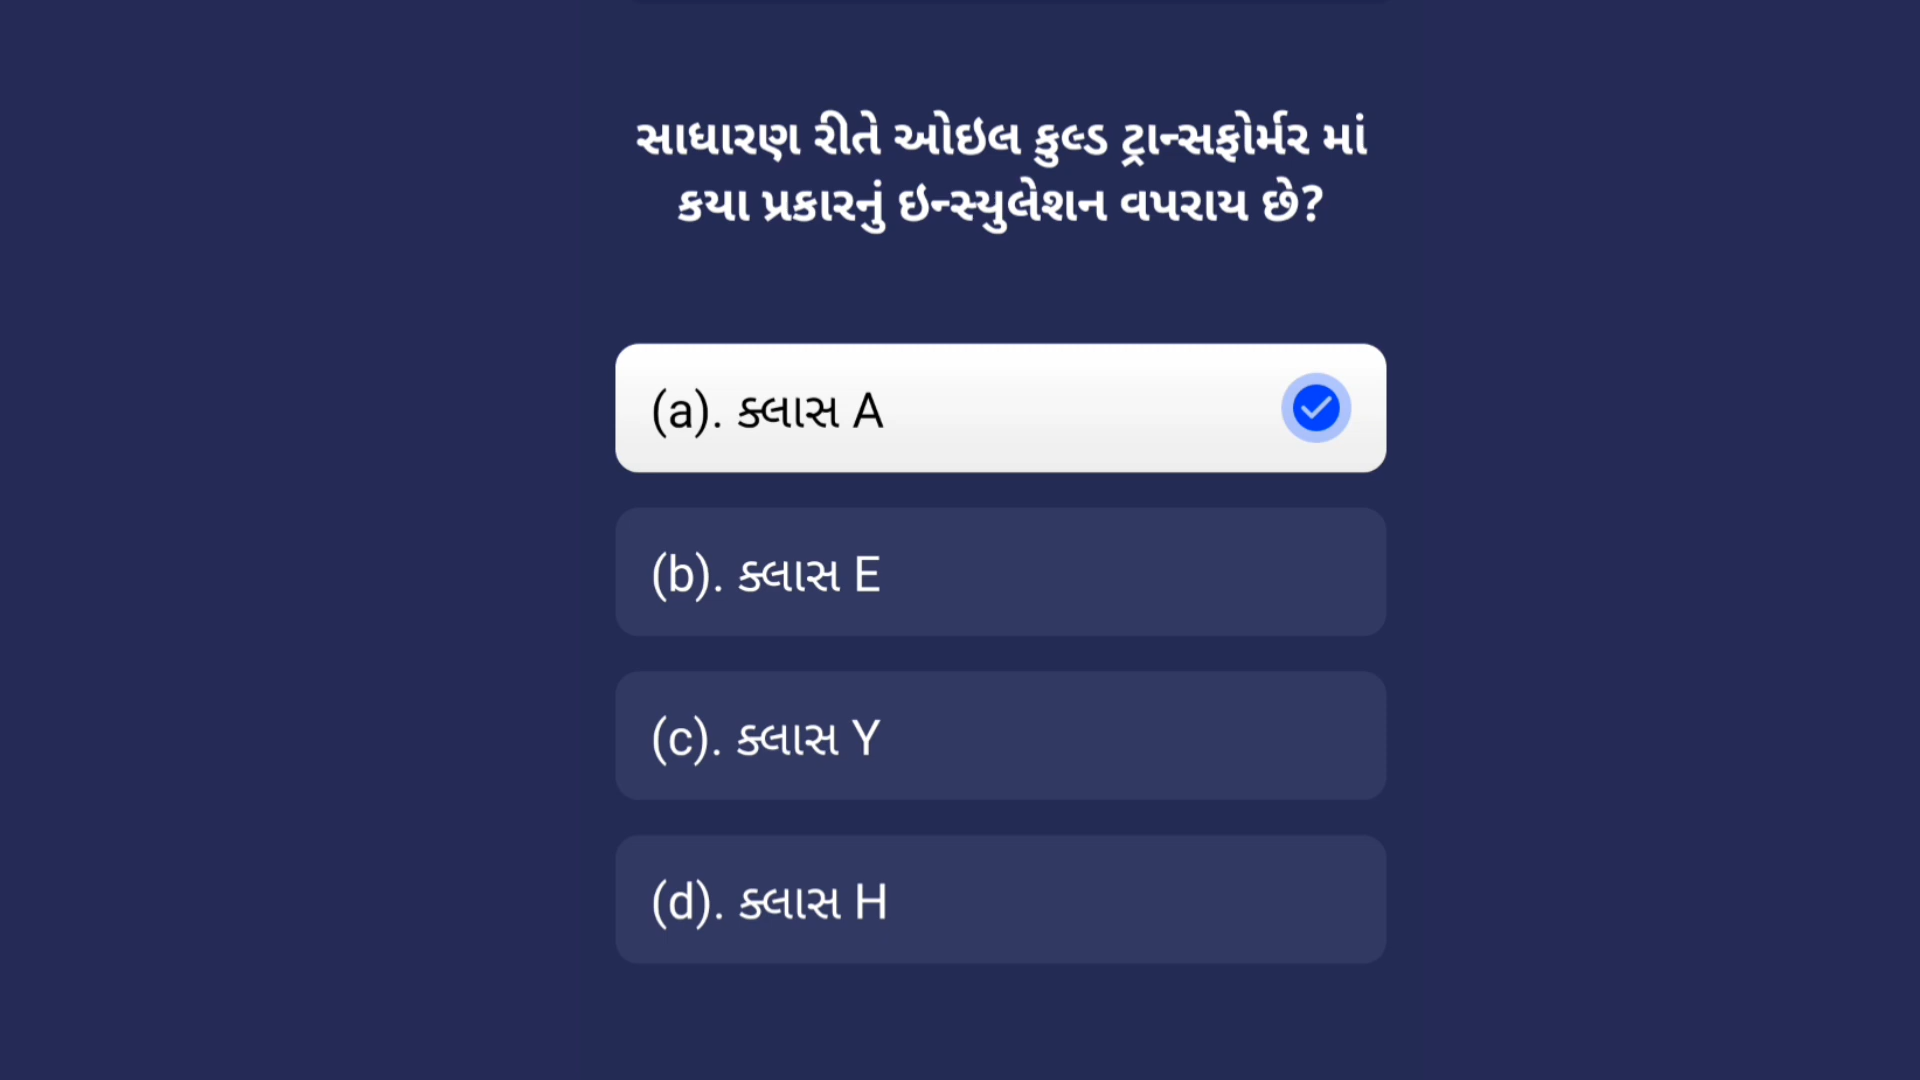 સાધારણ રીતે ઓઇલ કુલ્ડ ટ્રાન્સફોર્મર માં
કયા પ્રકારનું ઇન્સ્યુલેશન વપરાય છે?
(a). ક્લાસ A
(b). ક્લાસ E
(c). ક્લાસ Y
(d). ક્લાસ H